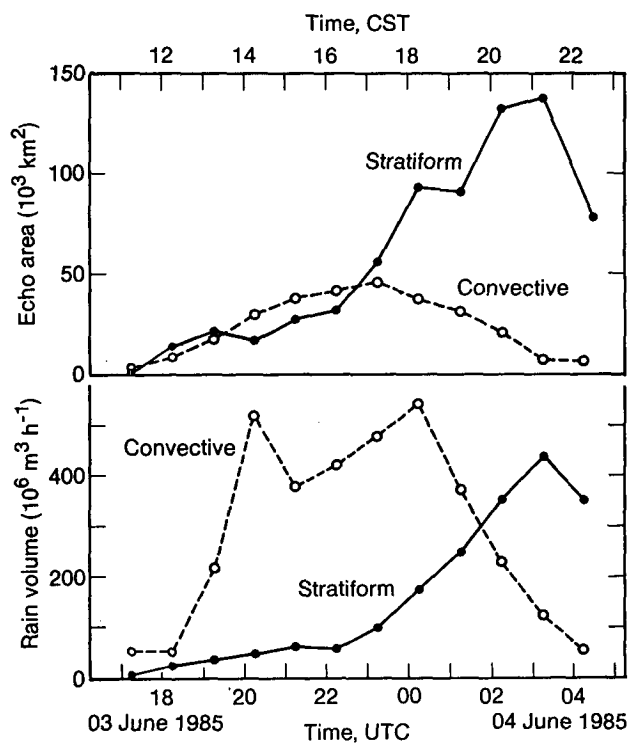 Time, CST
12 14 16 18 20 22
150
100
50
0
Echo area (10³ km²)
Stratiform
Convective
400
200
0
Rain volume (10⁶ m³ h⁻¹)
Convective
Stratiform
18 20 22 00 02 04
03 June 1985 Time, UTC 04 June 1985